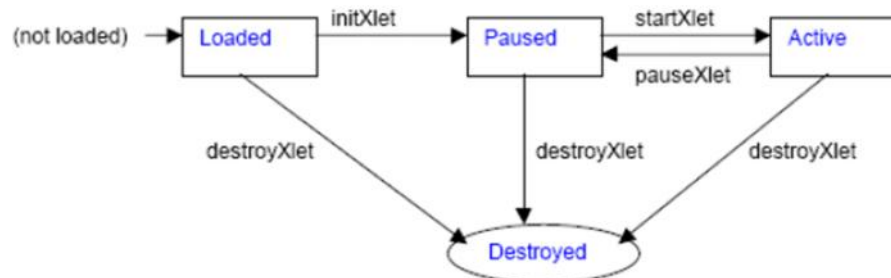 initXlet
startXlet
(not loaded)
Loaded
Paused
Active
pauseXlet
destroyXlet
destroyXlet
destroyXlet
Destroyed